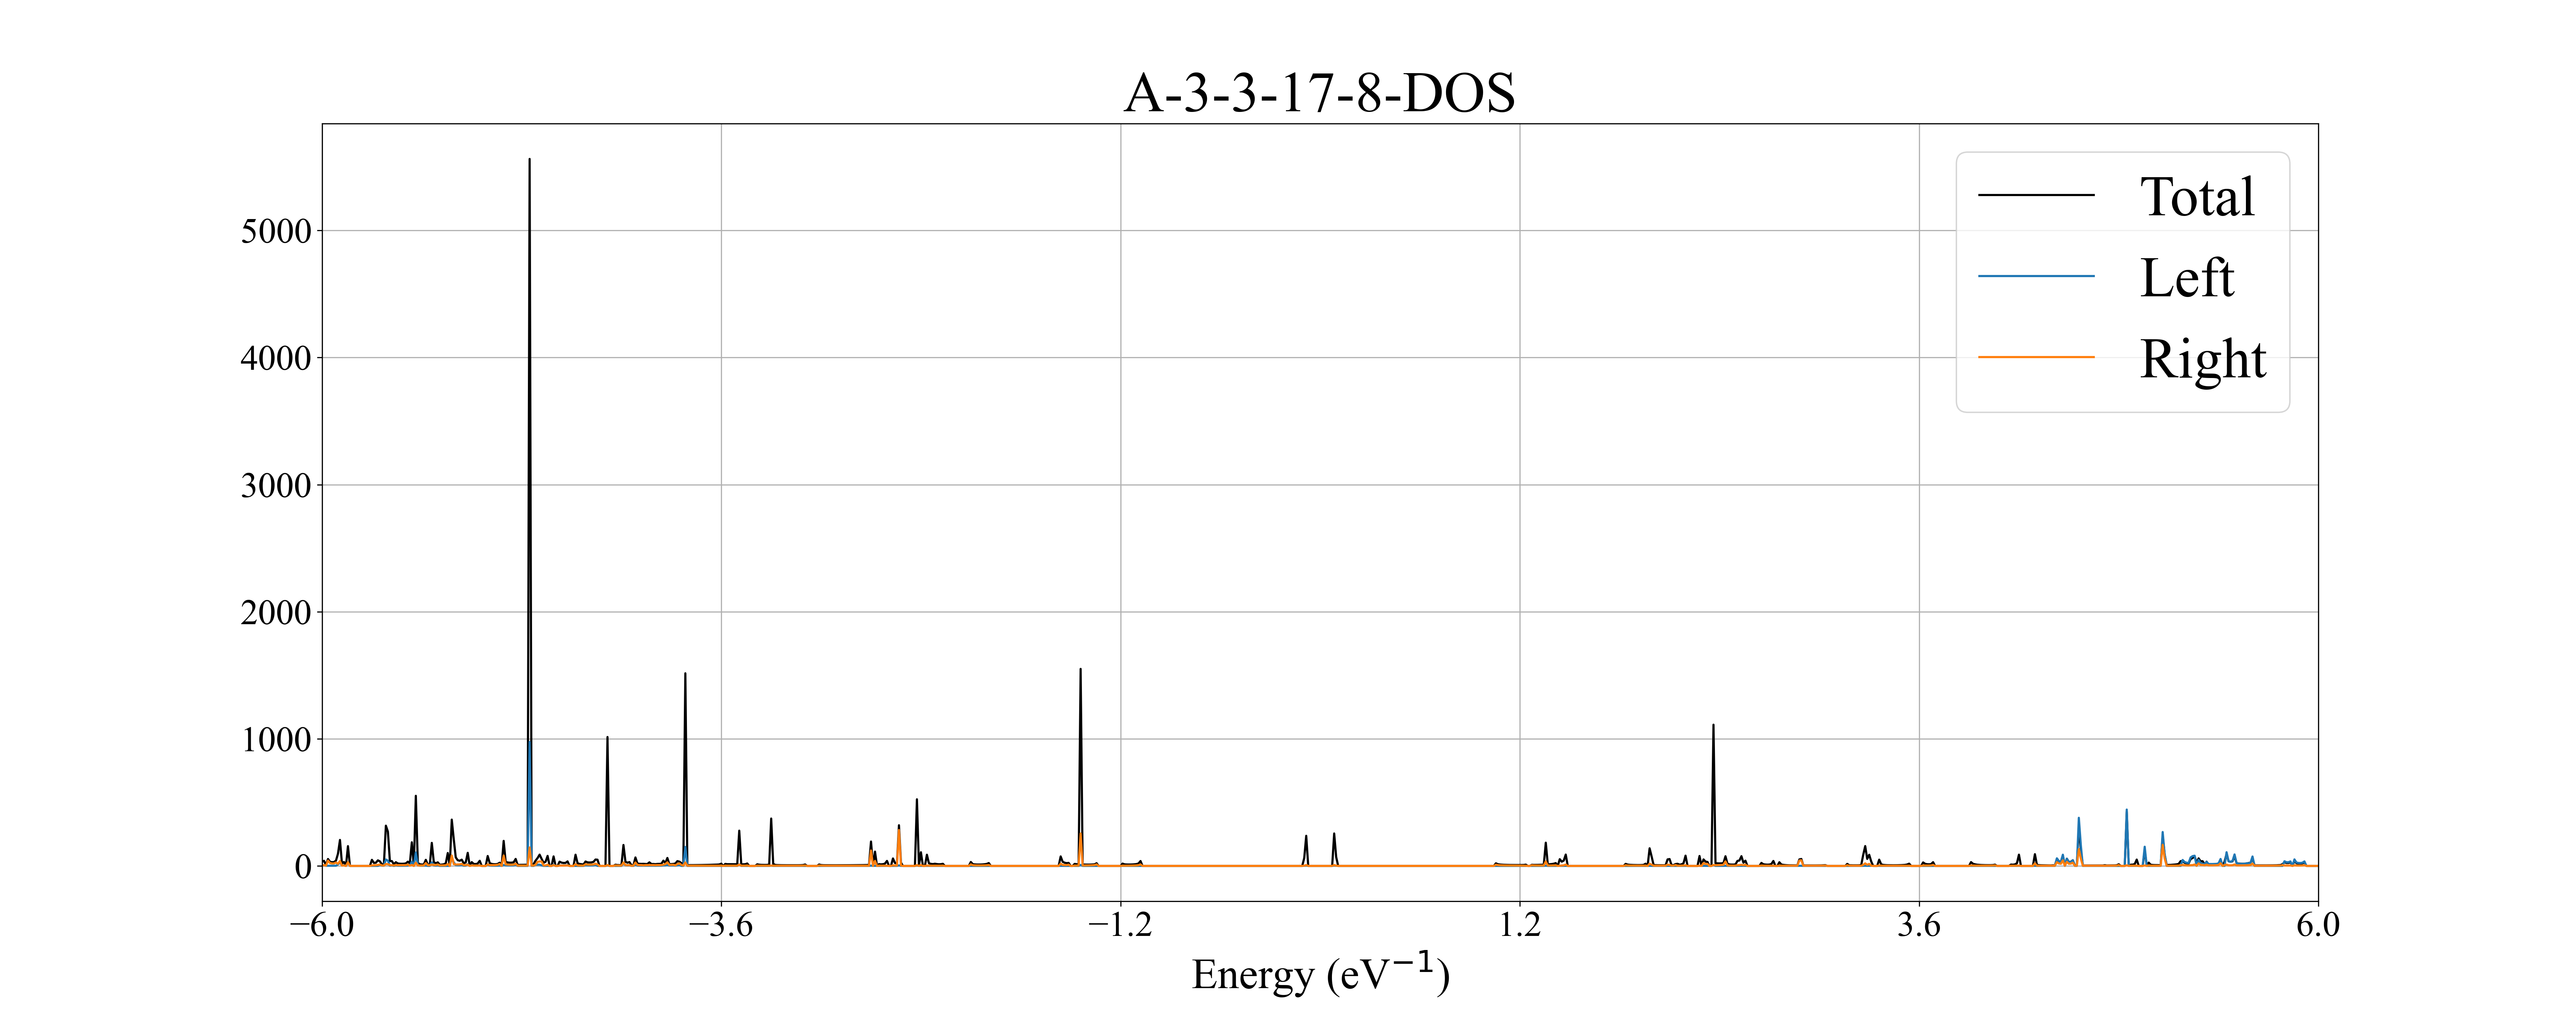 A-3-3-17-8-DOS
Total
Left
Right
5000
4000
3000
2000
1000
0
−6.0 −3.6 −1.2 1.2 3.6 6.0
Energy (eV⁻¹)